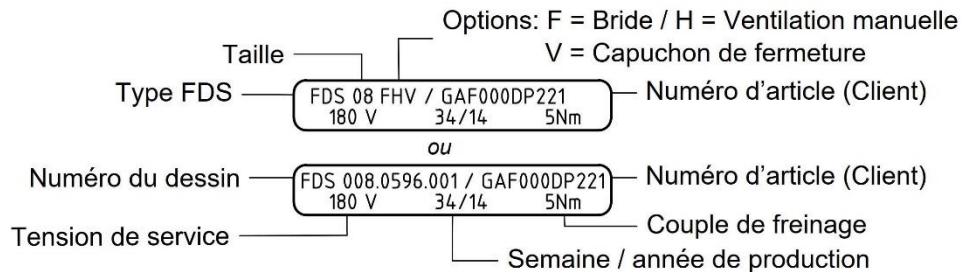 Options: F = Bride / H = Ventilation manuelle
V = Capuchon de fermeture
Taille
Type FDS
FDS 08 FHV / GAF000DP221
180 V 34/14 5Nm
Numéro d'article (Client)
ou
Numéro du dessin
FDS 008.0596.001 / GAF000DP221
180 V 34/14 5Nm
Numéro d'article (Client)
Tension de service
Couple de freinage
Semaine / année de production